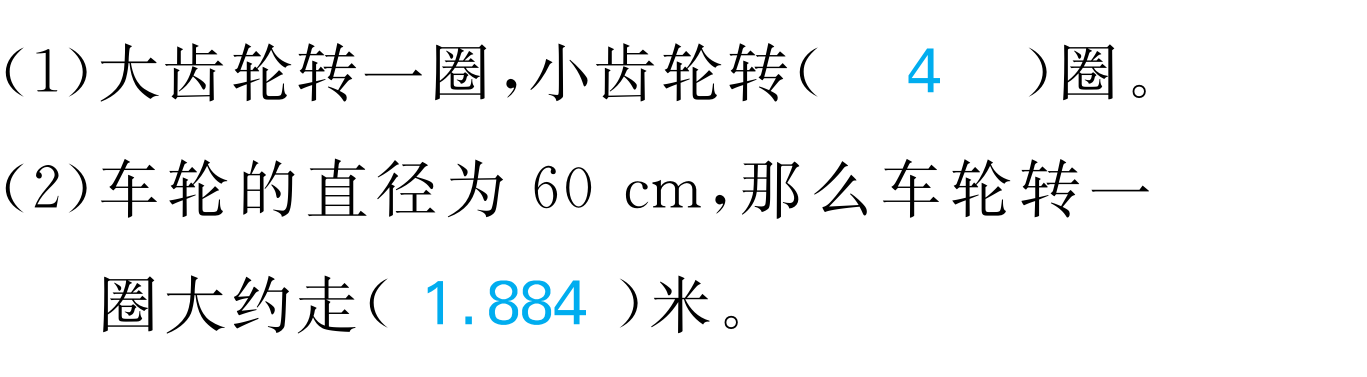 (1)大齿轮转一圈,小齿轮转( 4 )圈。
(2)车轮的直径为 60 cm,那么车轮转一
圈大约走( 1.884 )米。